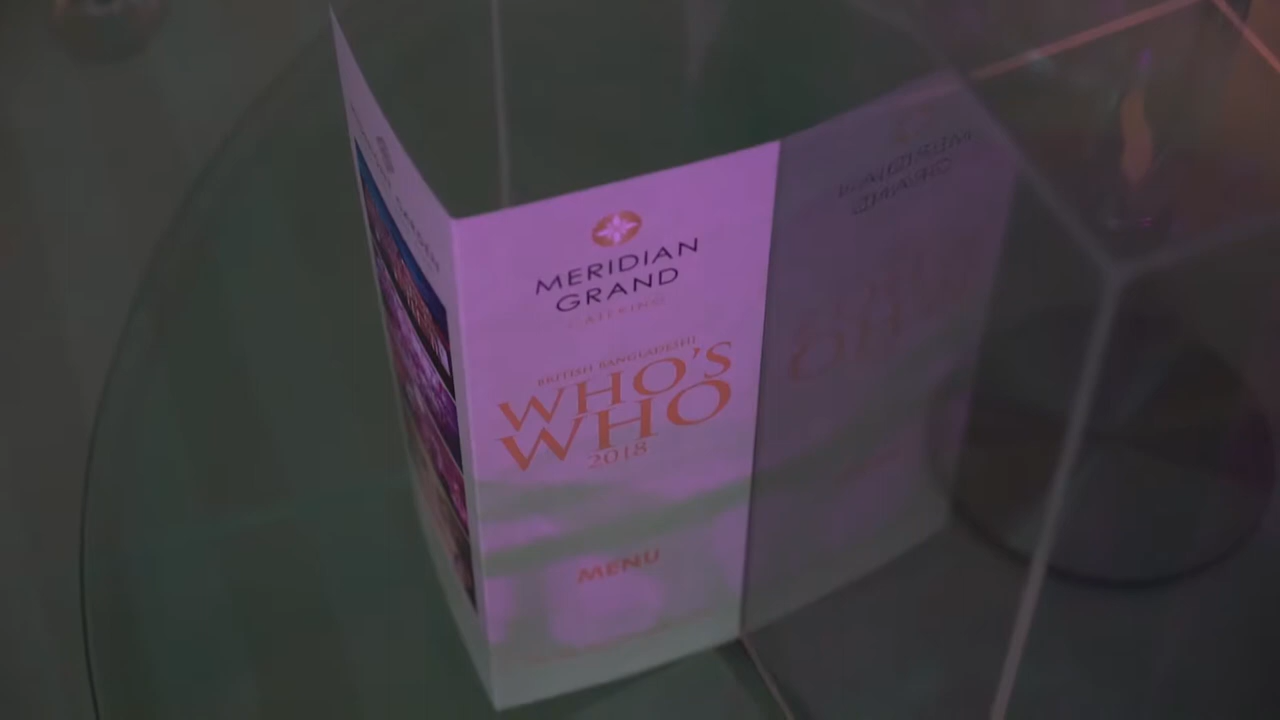 MERIDIAN
GRAND
CATERING
BRITISH BANGLADESHI
WHO'S
WHO
2018
MENU